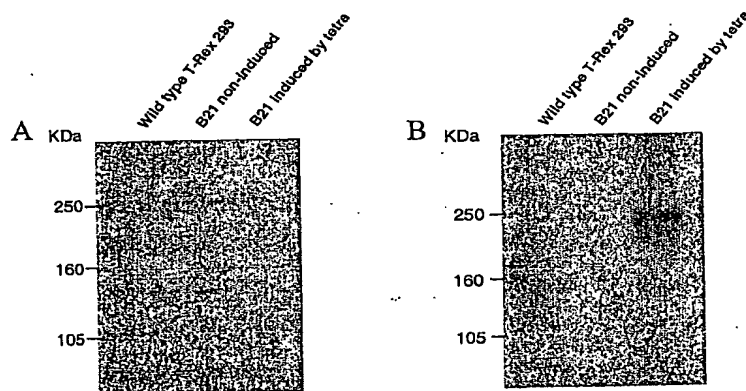 Wild type T-Rex 293
B21 non-induced
B21 induced by tetra
A
KDa
250
160
105
Wild type T-Rex 293
B21 non-induced
B21 induced by tetra
B
KDa
250
160
105